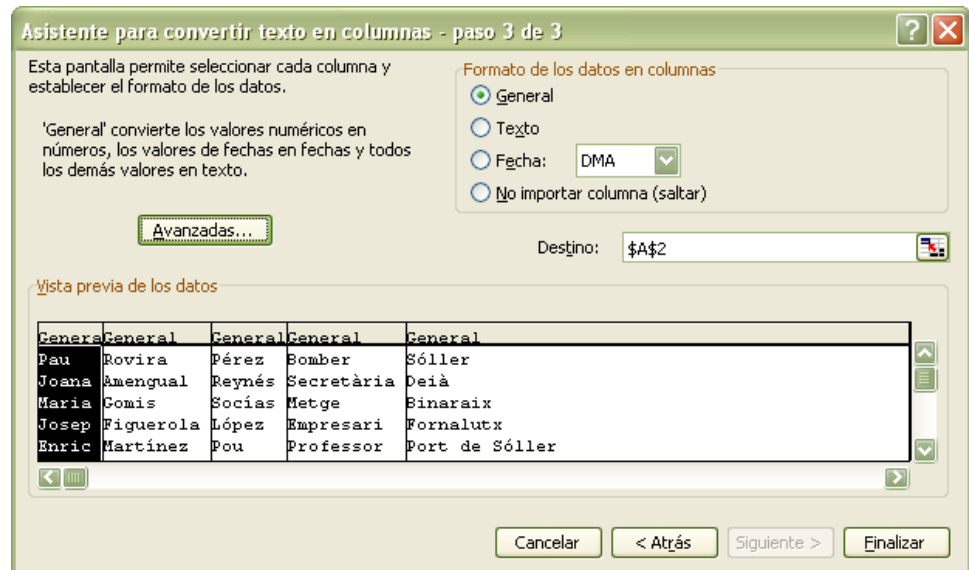 Asistente para convertir texto en columnas - paso 3 de 3
Esta pantalla permite seleccionar cada columna y
establecer el formato de los datos.
'General' convierte los valores numéricos en
números, los valores de fechas en fechas y todos
los demás valores en texto.
Avanzadas...
Formato de los datos en columnas
General
Texto
Fecha: DMA
No importar columna (saltar)
Destino: $A$2
Vista previa de los datos
Genera General General General General
Pau Rovira Pérez Bomber Sóller
Joana Amengual Reynés Secretària Deià
Maria Gomis Socías Metge Binaraix
Josep Figuerola López Empresari Fornalutx
Enric Martínez Pou Professor Port de Sóller
Cancelar < Atrás Siguiente > Finalizar